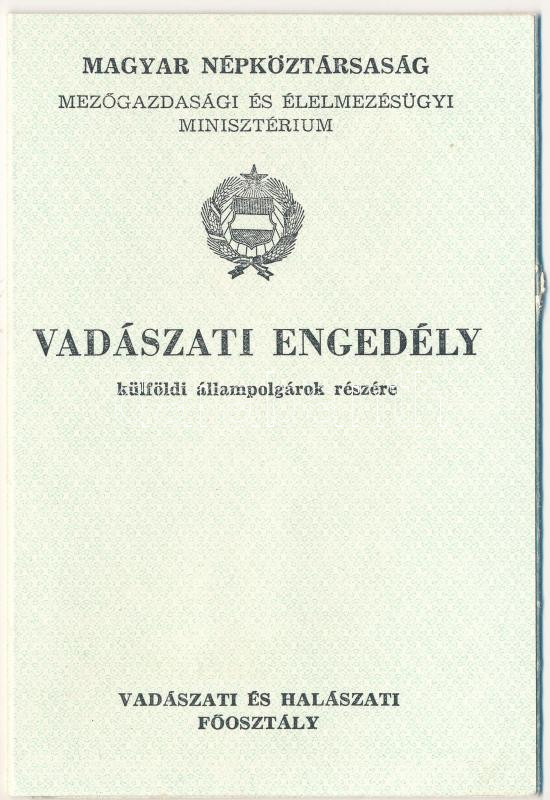 MAGYAR NÉPKÖZTÁRSASÁG
MEZŐGAZDASÁGI ÉS ÉLELMEZÉSÜGYI
MINISZTÉRIUM
VADÁSZATI ENGEDÉLY
külföldi állampolgárok részére
VADÁSZATI ÉS HALÁSZATI
FŐOSZTÁLY